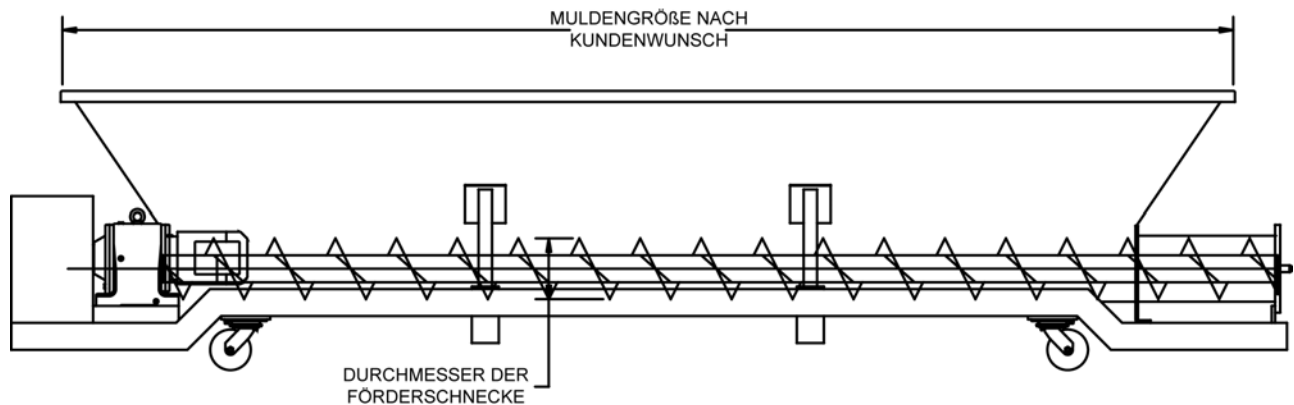 MULDENGRÖßE NACH
KUNDENWUNSCH
DURCHMESSER DER
FÖRDERSCHNECKE